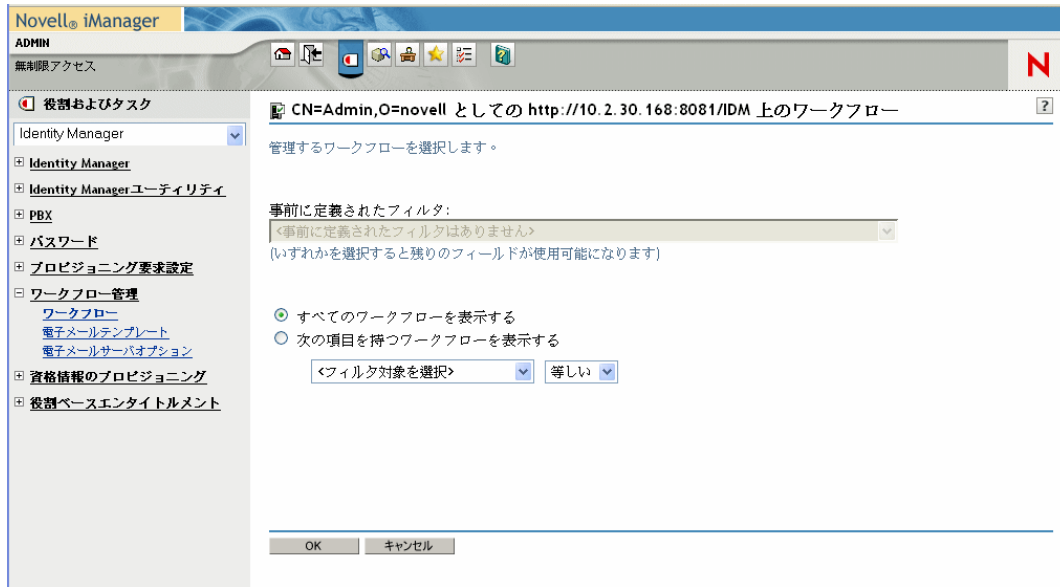 Novell® iManager
ADMIN
無制限アクセス
N
役割およびタスク
Identity Manager
Identity Manager
Identity Managerユーティリティ
PBX
パスワード
プロビジョニング要求設定
ワークフロー管理
ワークフロー
電子メールテンプレート
電子メールサーバオプション
資格情報のプロビジョニング
役割ベースエンタイトルメント
CN=Admin,O=novell としての http://10.2.30.168:8081/IDM 上のワークフロー
?
管理するワークフローを選択します。
事前に定義されたフィルタ:
<事前に定義されたフィルタはありません>
(いずれかを選択すると残りのフィールドが使用可能になります)
すべてのワークフローを表示する
次の項目を持つワークフローを表示する
<フィルタ対象を選択> 等しい
OK キャンセル